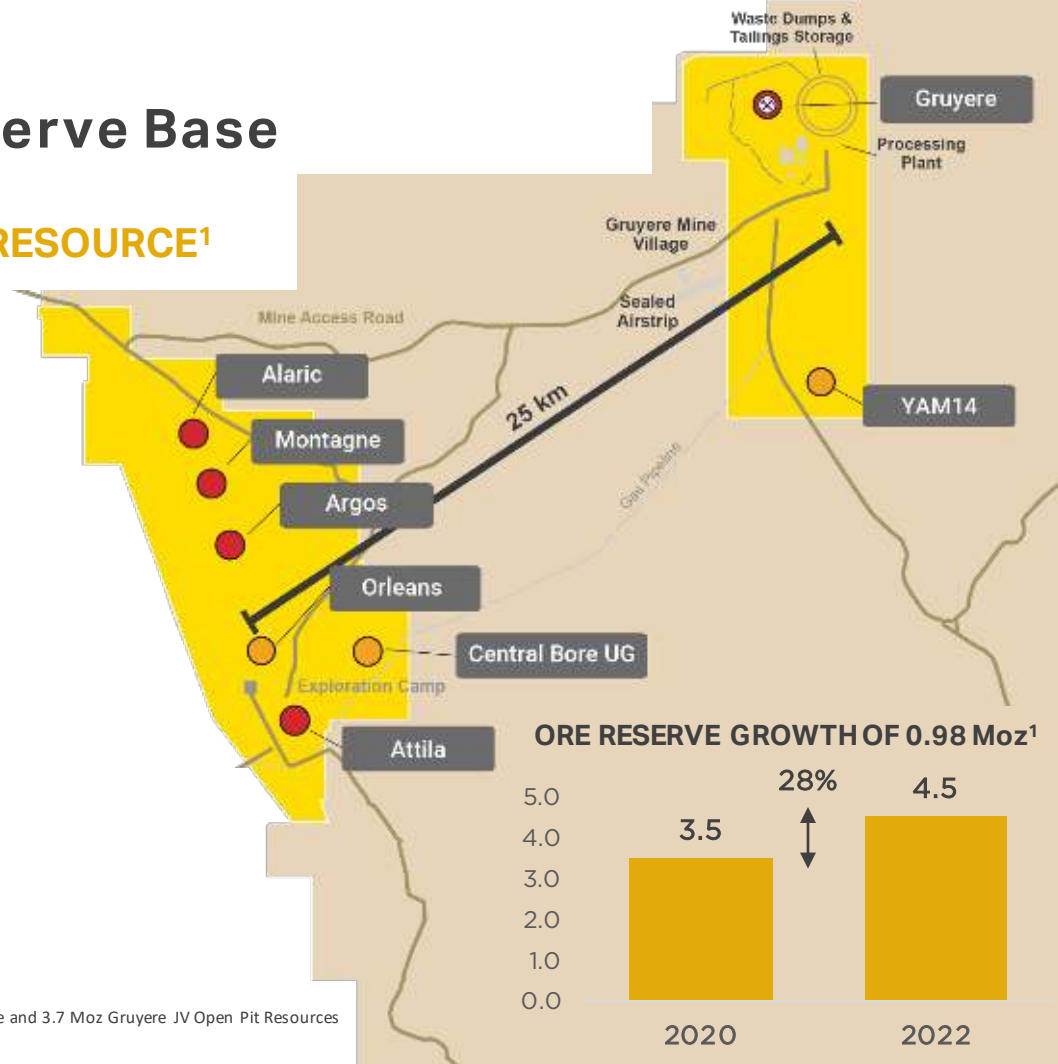 erve Base
RESOURCE¹
Waste Dumps &
Tailings Storage
Gruyere
Processing
Plant
Gruyere Mine
Village
Sealed
Airstrip
Mine Access Road
Alaric
Montagne
Argos
25 km
Gas Pipeline
YAM14
Orleans
Central Bore UG
Exploration Camp
Attila
ORE RESERVE GROWTH OF 0.98 Moz¹
28%
5.0
4.0
3.0
2.0
1.0
0.0
3.5
4.5
2020
2022
e and 3.7 Moz Gruyere JV Open Pit Resources